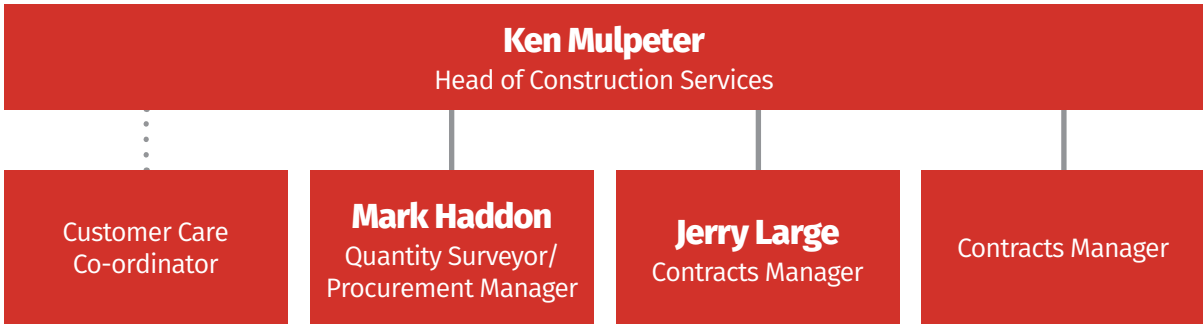 Ken Mulpeter
Head of Construction Services
Customer Care
Co-ordinator
Mark Haddon
Quantity Surveyor/
Procurement Manager
Jerry Large
Contracts Manager
Contracts Manager